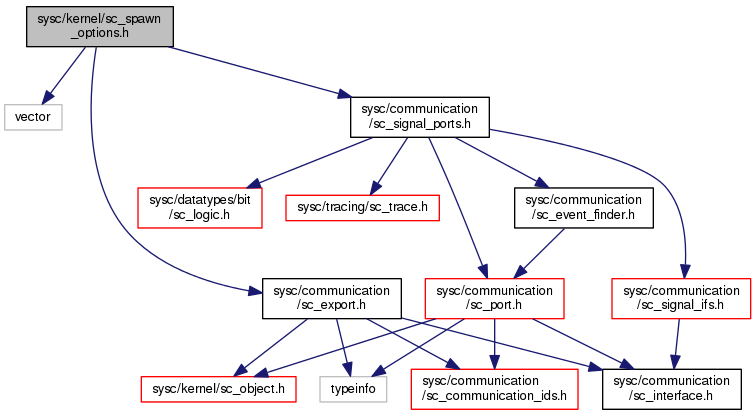 sysc/kernel/sc_spawn
_options.h
vector
sysc/communication
/sc_signal_ports.h
sysc/datatypes/bit
/sc_logic.h
sysc/tracing/sc_trace.h
sysc/communication
/sc_event_finder.h
sysc/communication
/sc_export.h
sysc/communication
/sc_port.h
sysc/communication
/sc_signal_ifs.h
sysc/kernel/sc_object.h
typeinfo
sysc/communication
/sc_communication_ids.h
sysc/communication
/sc_interface.h